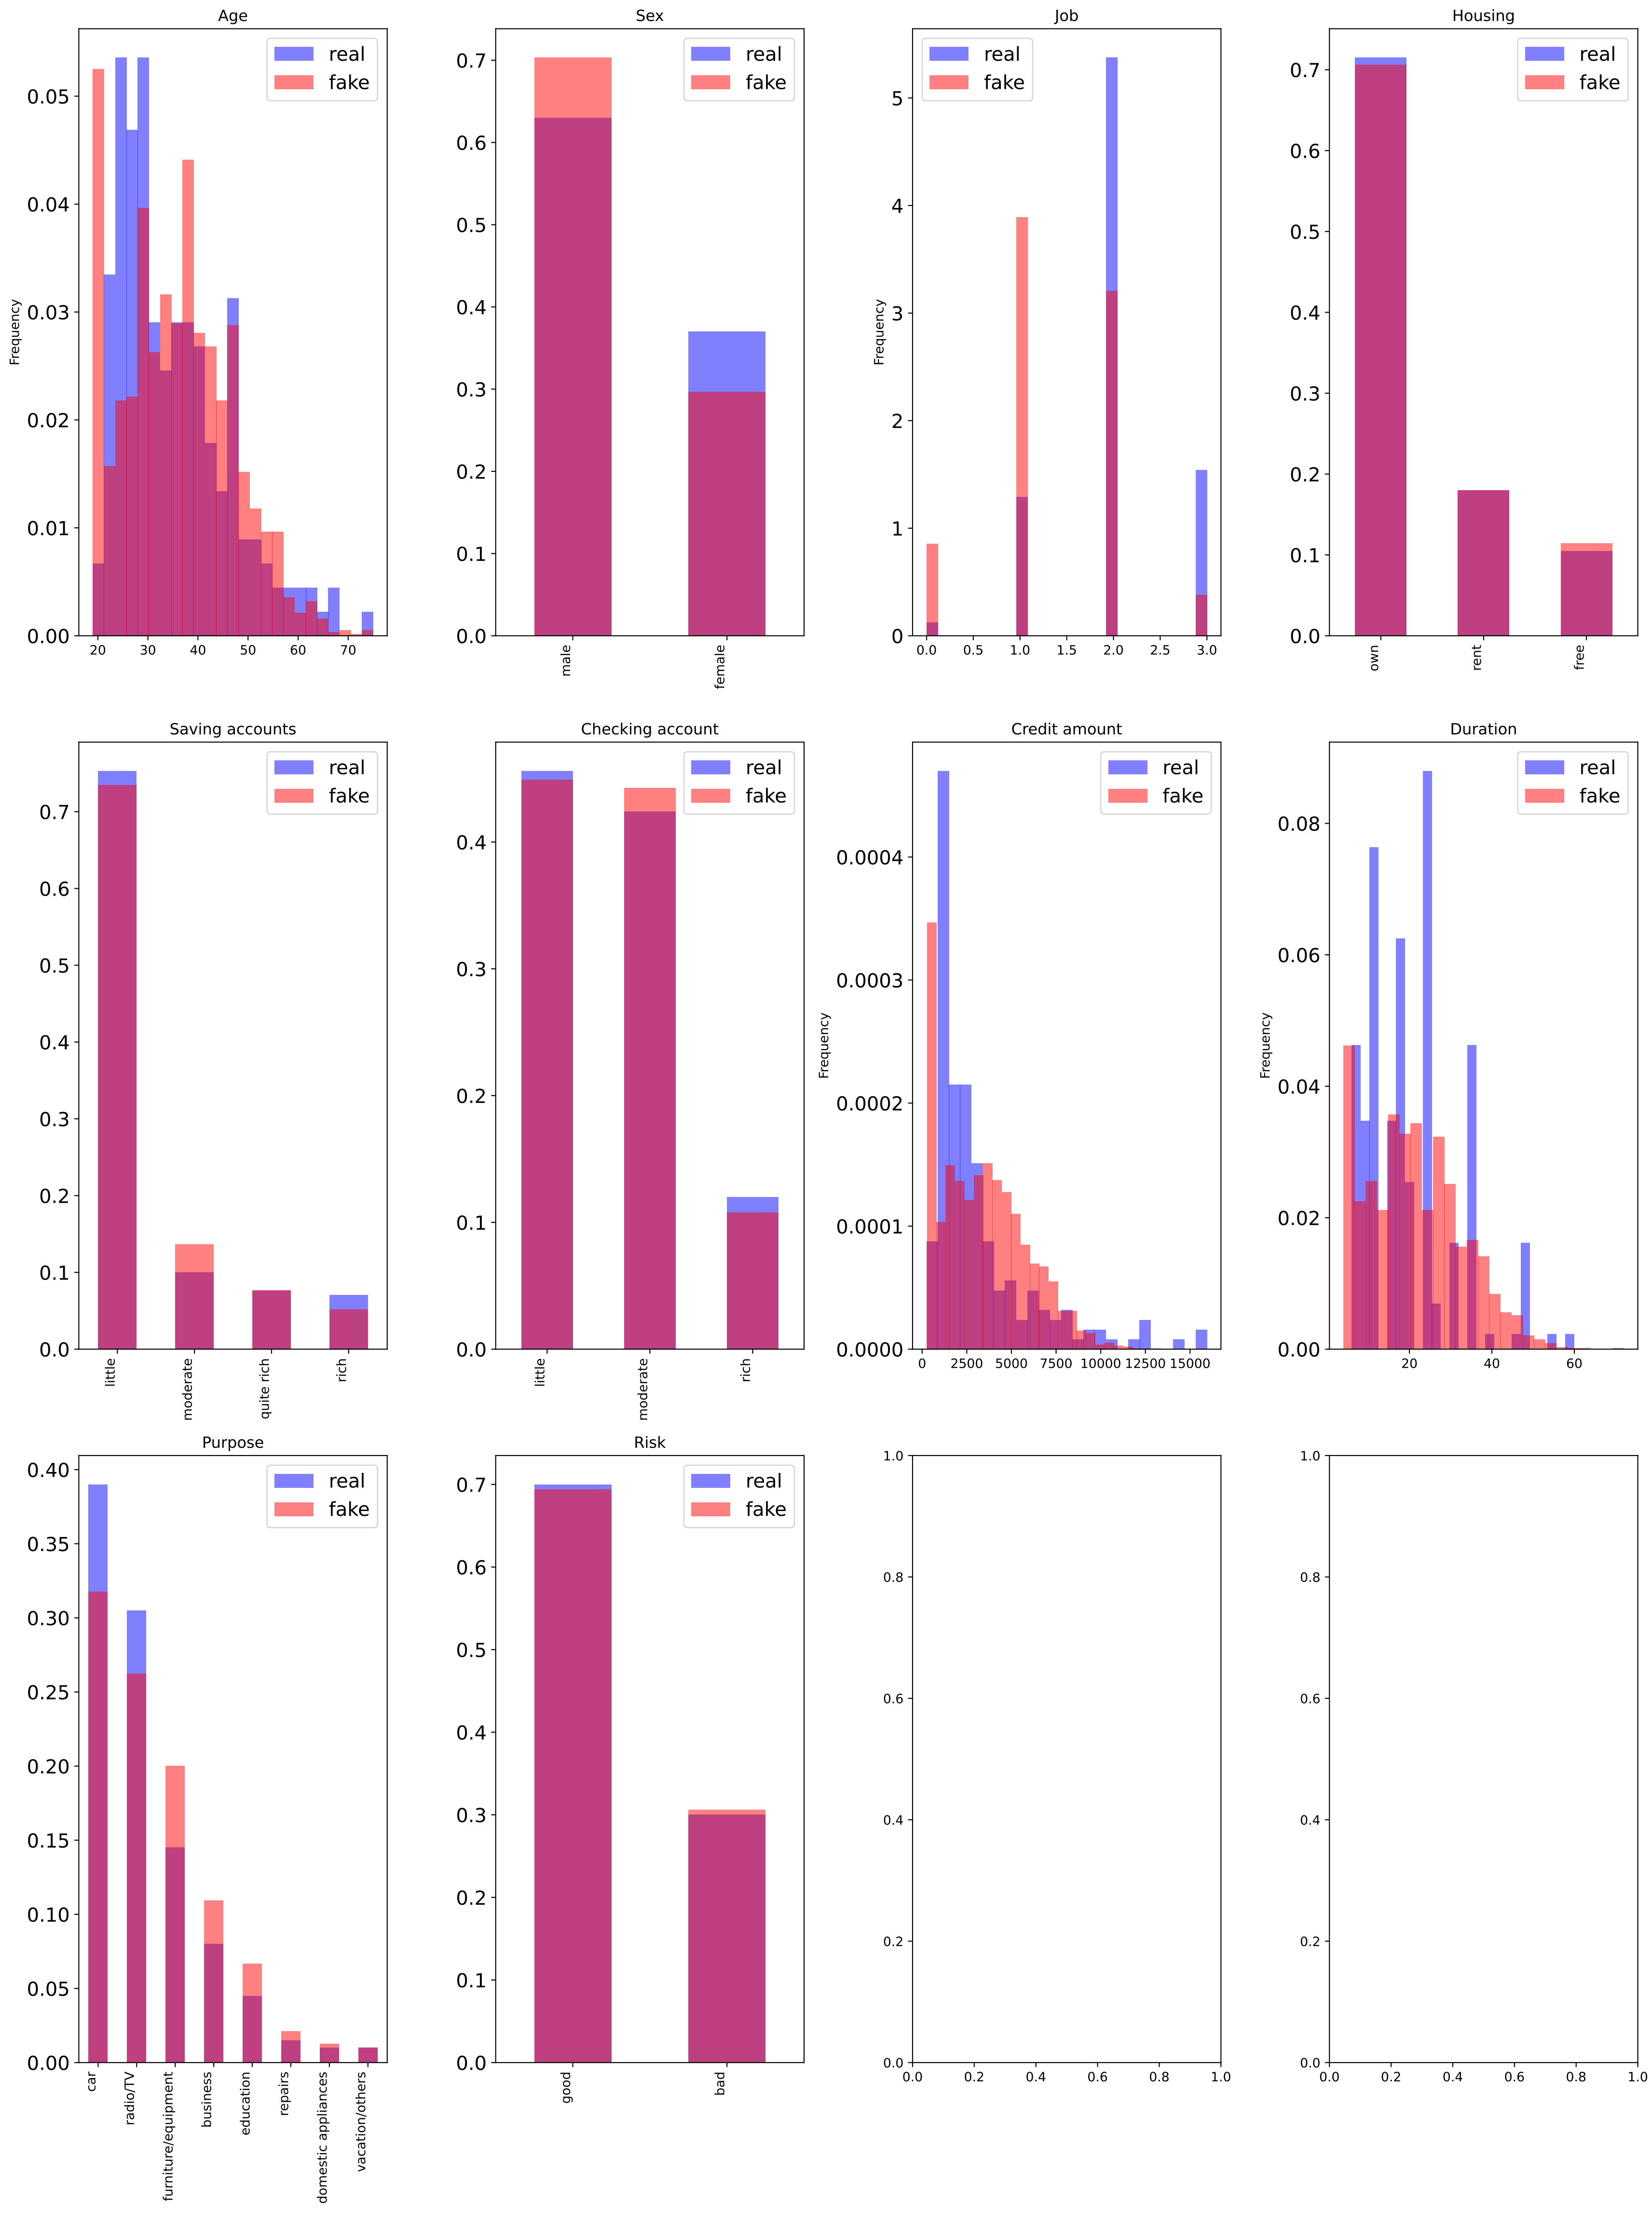 Age
real
fake
Frequency
0.05
0.04
0.03
0.02
0.01
0.00
20 30 40 50 60 70
Sex
real
fake
0.7
0.6
0.5
0.4
0.3
0.2
0.1
0.0
male
female
Job
real
fake
Frequency
5
4
3
2
1
0
0.0 0.5 1.0 1.5 2.0 2.5 3.0
Housing
real
fake
0.7
0.6
0.5
0.4
0.3
0.2
0.1
0.0
own
rent
free
Saving accounts
real
fake
0.7
0.6
0.5
0.4
0.3
0.2
0.1
0.0
little
moderate
quite rich
rich
Checking account
real
fake
0.4
0.3
0.2
0.1
0.0
little
moderate
rich
Credit amount
real
fake
Frequency
0.0004
0.0003
0.0002
0.0001
0.0000
0 2500 5000 7500 10000 12500 15000
Duration
real
fake
Frequency
0.08
0.06
0.04
0.02
0.00
20 40 60
Purpose
real
fake
0.40
0.35
0.30
0.25
0.20
0.15
0.10
0.05
0.00
car
radio/TV
furniture/equipment
business
education
repairs
domestic appliances
vacation/others
Risk
real
fake
0.7
0.6
0.5
0.4
0.3
0.2
0.1
0.0
good
bad
1.0
0.8
0.6
0.4
0.2
0.0
0.0 0.2 0.4 0.6 0.8 1.0
1.0
0.8
0.6
0.4
0.2
0.0
0.0 0.2 0.4 0.6 0.8 1.0